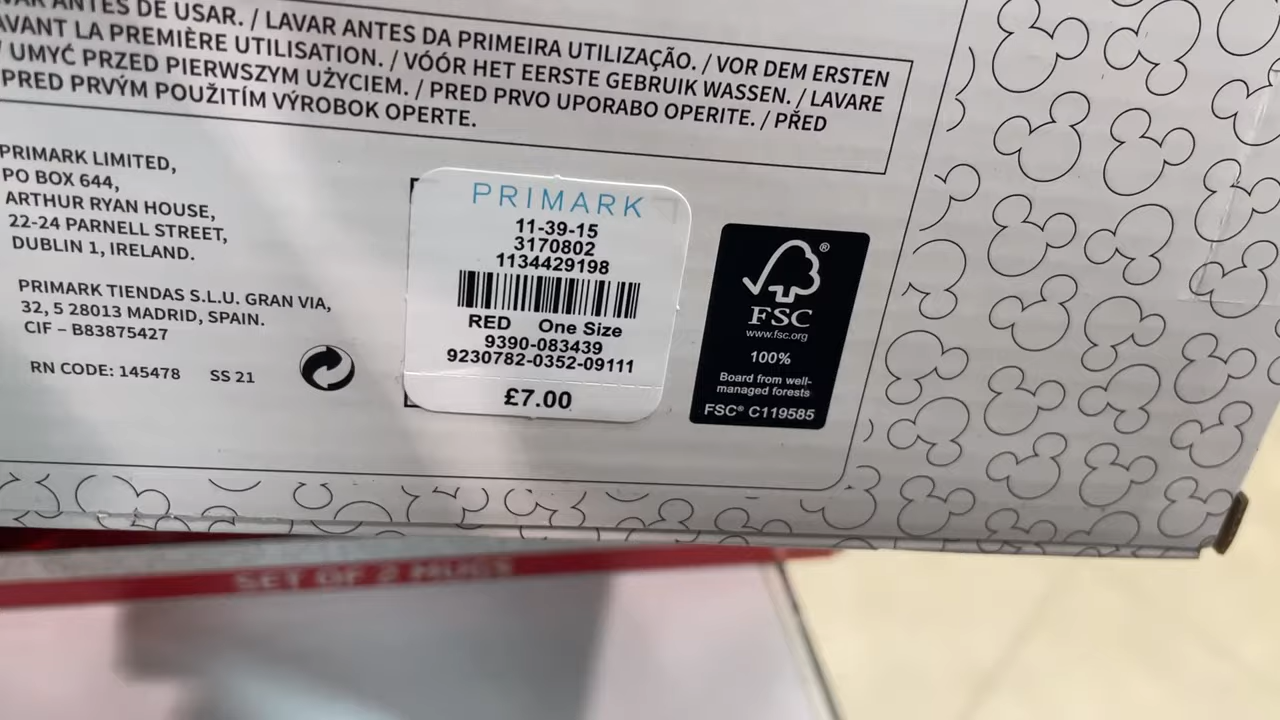 ANTES DE USAR. / LAVAR ANTES DA PRIMEIRA UTILIZAÇÃO. / VOR DEM ERSTEN
AVANT LA PREMIÈRE UTILISATION. / VÓÓR HET EERSTE GEBRUIK WASSEN. / LAVARE
/ UMYĆ PRZED PIERWSZYM UŻYCIEM. / PRED PRVO UPORABO OPERITE. / PŘED
PRED PRVÝM POUŽITÍM VÝROBOK OPERTE.
PRIMARK LIMITED,
PO BOX 644,
ARTHUR RYAN HOUSE,
22-24 PARNELL STREET,
DUBLIN 1, IRELAND.
PRIMARK TIENDAS S.L.U. GRAN VIA,
32, 5 28013 MADRID, SPAIN.
CIF – B83875427
RN CODE: 145478 SS 21
PRIMARK
11-39-15
3170802
1134429198
RED One Size
9390-083439
9230782-0352-09111
£7.00
®
FSC
www.fsc.org
100%
Board from well-
managed forests
FSC® C119585
SET OF 2 MUGS